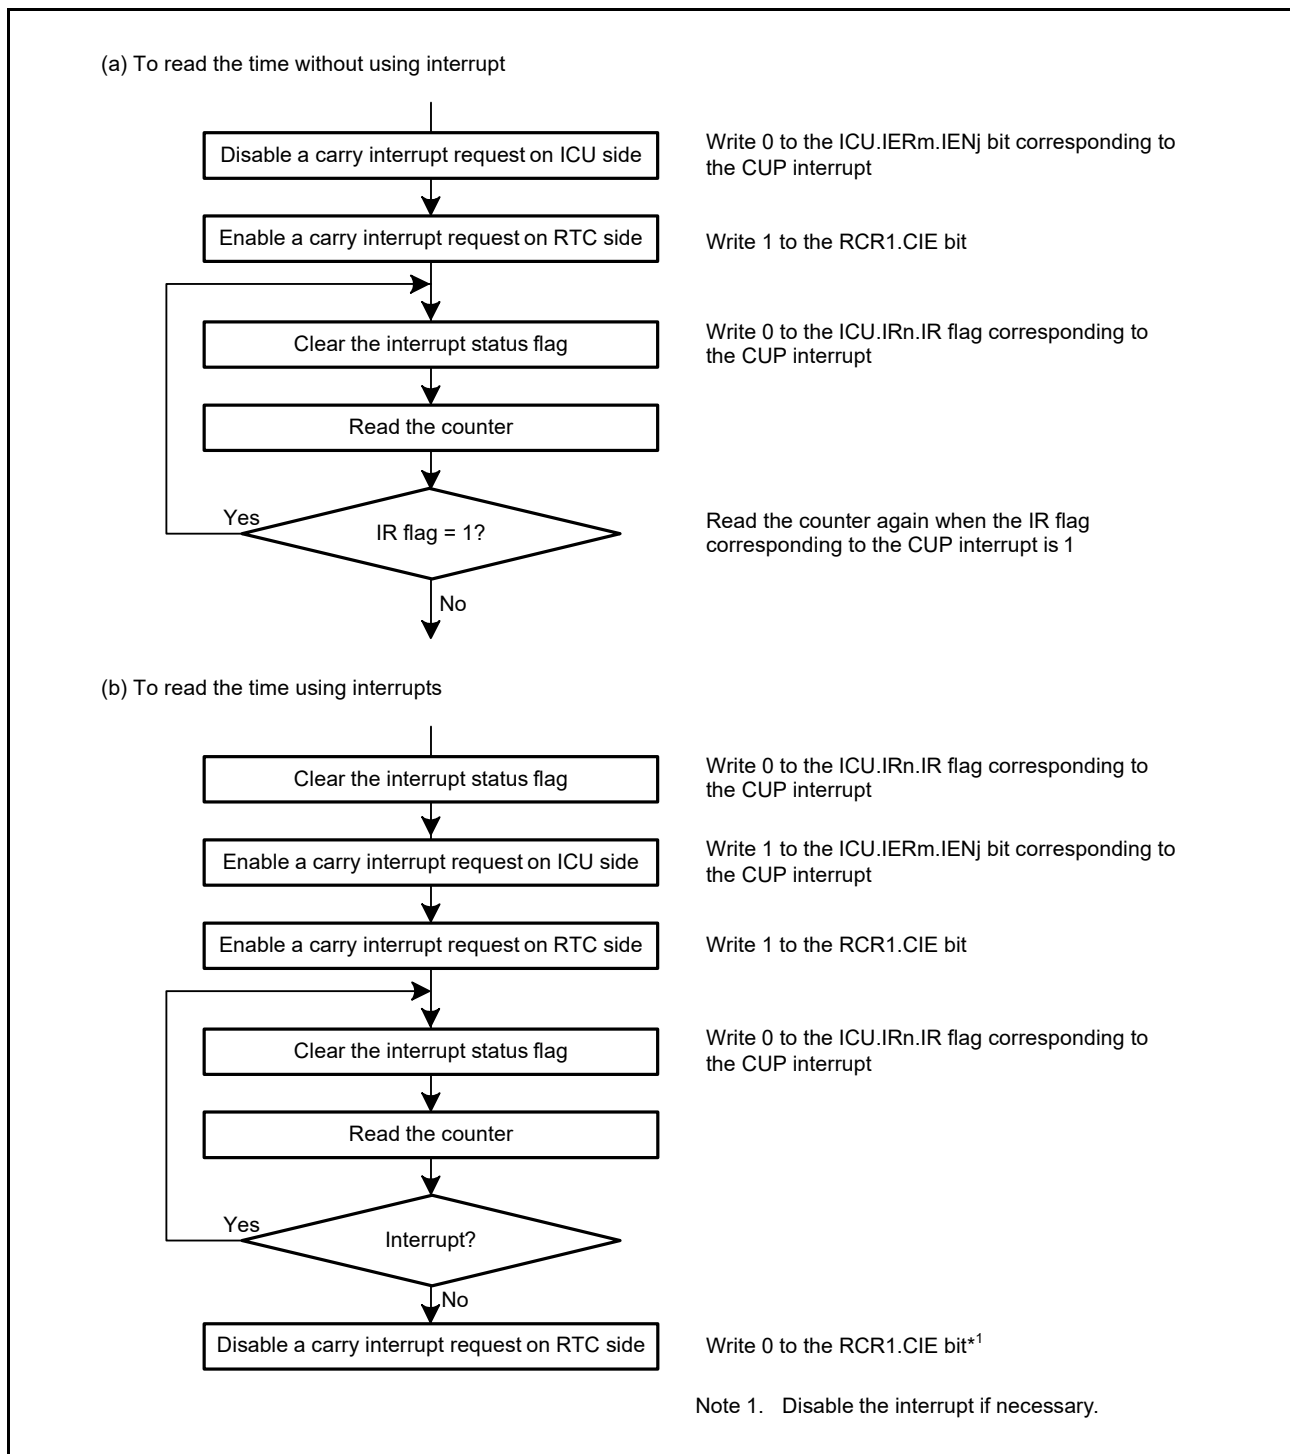 (a) To read the time without using interrupt
Disable a carry interrupt request on ICU side
Write 0 to the ICU.IERm.IENj bit corresponding to
the CUP interrupt
Enable a carry interrupt request on RTC side
Write 1 to the RCR1.CIE bit
Clear the interrupt status flag
Write 0 to the ICU.IRn.IR flag corresponding to
the CUP interrupt
Read the counter
Yes
IR flag = 1?
Read the counter again when the IR flag
corresponding to the CUP interrupt is 1
No
(b) To read the time using interrupts
Clear the interrupt status flag
Write 0 to the ICU.IRn.IR flag corresponding to
the CUP interrupt
Enable a carry interrupt request on ICU side
Write 1 to the ICU.IERm.IENj bit corresponding to
the CUP interrupt
Enable a carry interrupt request on RTC side
Write 1 to the RCR1.CIE bit
Clear the interrupt status flag
Write 0 to the ICU.IRn.IR flag corresponding to
the CUP interrupt
Read the counter
Yes
Interrupt?
No
Disable a carry interrupt request on RTC side
Write 0 to the RCR1.CIE bit*1
Note 1. Disable the interrupt if necessary.